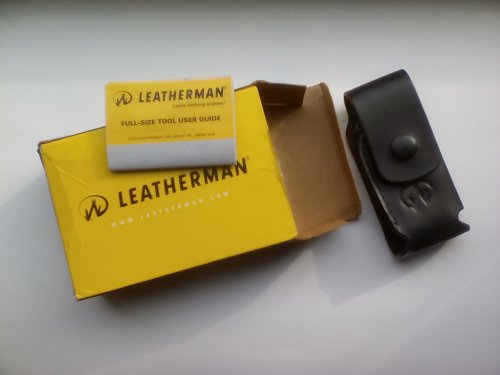 LEATHERMAN®
Leave nothing undone®
FULL-SIZE TOOL USER GUIDE
LEATHERMAN®
WWW.LEATHERMAN.COM